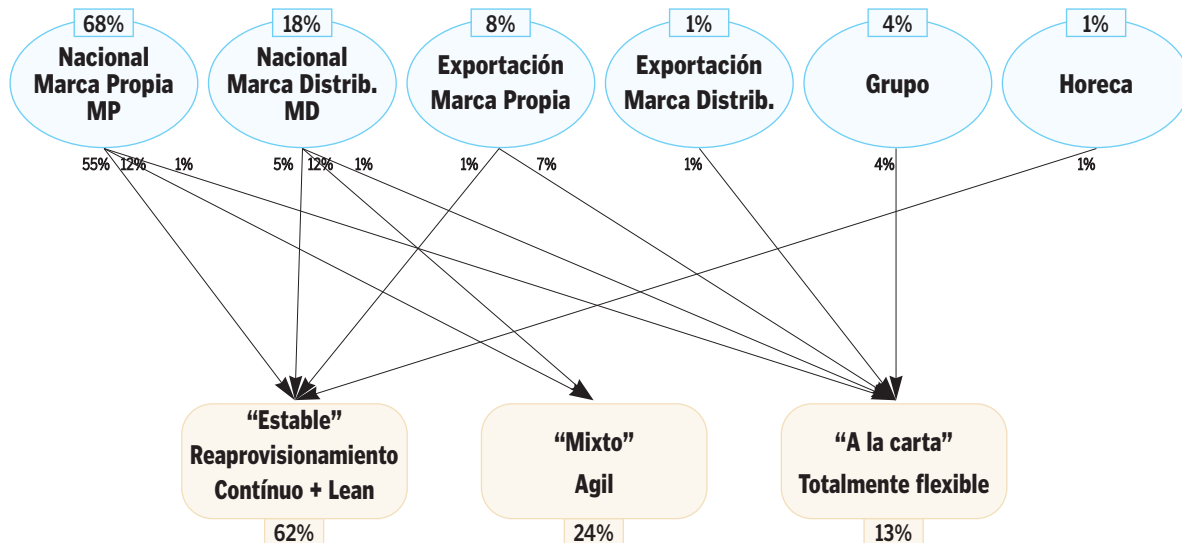 68%
18%
8%
1%
4%
1%
Nacional
Marca Propia
MP
Nacional
Marca Distrib.
MD
Exportación
Marca Propia
Exportación
Marca Distrib.
Grupo
Horeca
55% 12% 1%
5% 12% 1%
1% 7%
1%
4%
1%
“Estable”
Reaprovisionamiento
Contínuo + Lean
“Mixto”
Agil
“A la carta”
Totalmente flexible
62%
24%
13%